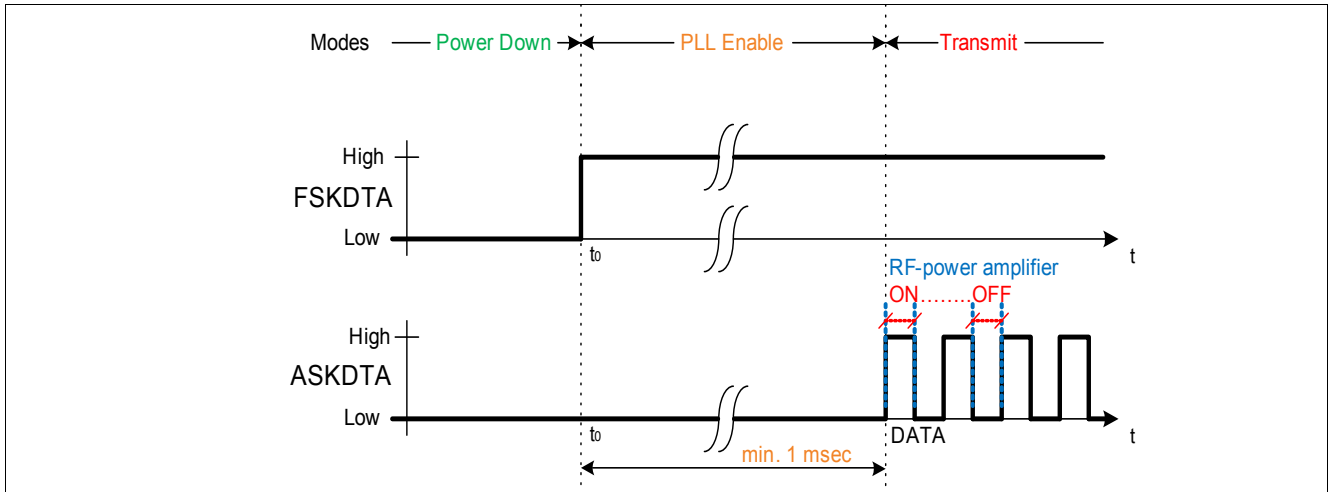 Modes Power Down PLL Enable Transmit
High
FSKDTA
Low
t0
t
RF-power amplifier
ON........OFF
High
ASKDTA
Low
t0
DATA
t
min. 1 msec